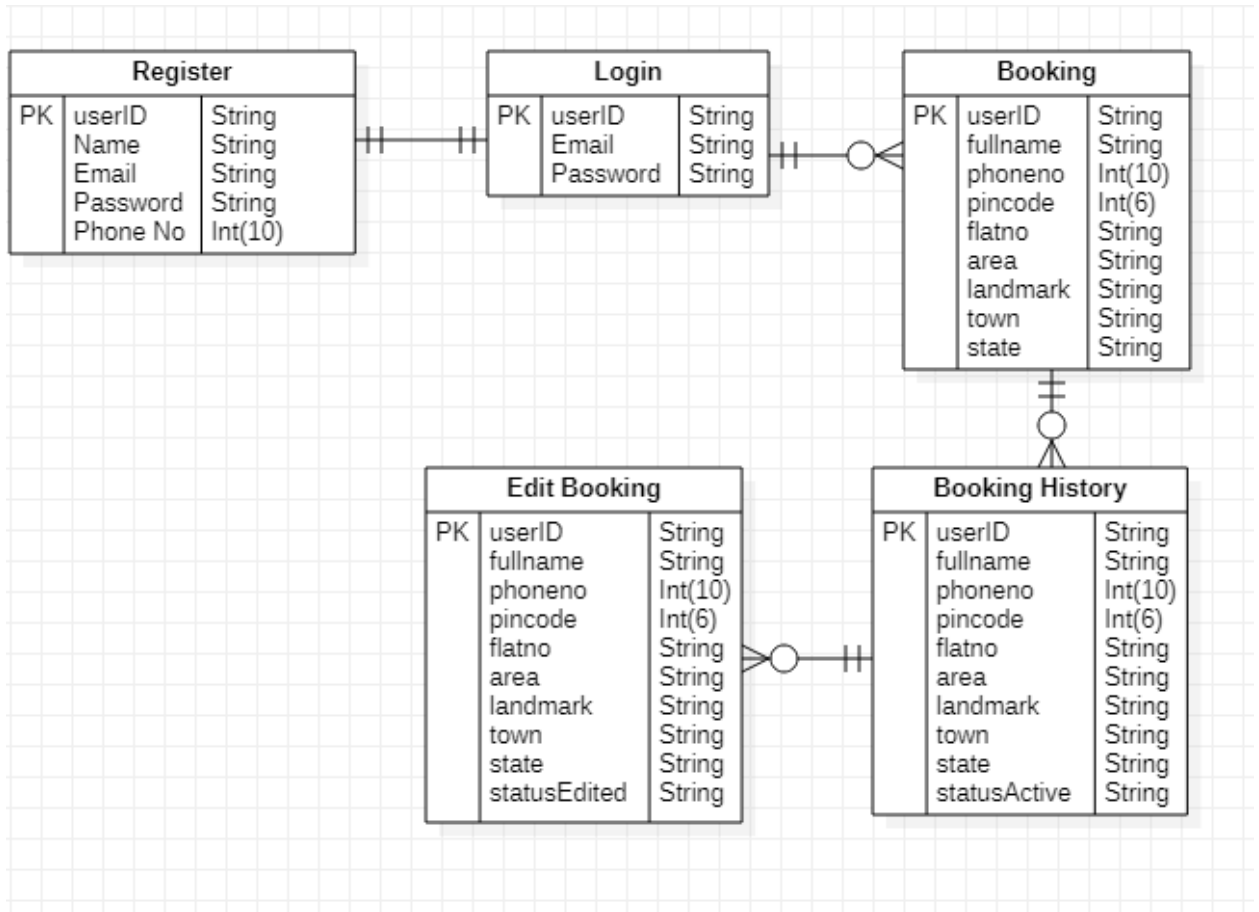 Register
PK userID String
Name String
Email String
Password String
Phone No Int(10)
Login
PK userID String
Email String
Password String
Booking
PK userID String
fullname String
phoneno Int(10)
pincode Int(6)
flatno String
area String
landmark String
town String
state String
Edit Booking
PK userID String
fullname String
phoneno Int(10)
pincode Int(6)
flatno String
area String
landmark String
town String
state String
statusEdited String
Booking History
PK userID String
fullname String
phoneno Int(10)
pincode Int(6)
flatno String
area String
landmark String
town String
state String
statusActive String